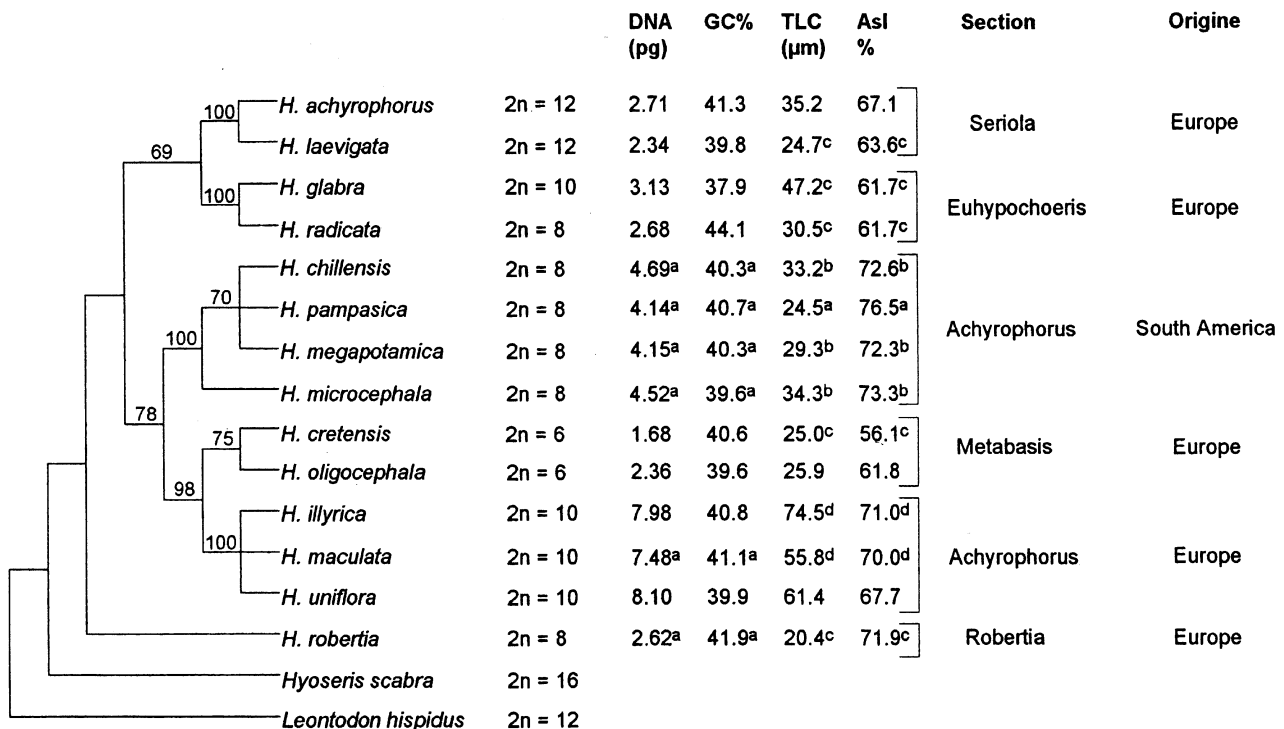 DNA (pg) GC% TLC (µm) AsI % Section Origine
100 H. achyrophorus 2n = 12 2.71 41.3 35.2 67.1 Seriola Europe
69 H. laevigata 2n = 12 2.34 39.8 24.7c 63.6c
100 H. glabra 2n = 10 3.13 37.9 47.2c 61.7c Euhypochoeris Europe
H. radicata 2n = 8 2.68 44.1 30.5c 61.7c
H. chillensis 2n = 8 4.69a 40.3a 33.2b 72.6b
70 H. pampasica 2n = 8 4.14a 40.7a 24.5a 76.5a Achyrophorus South America
100 H. megapotamica 2n = 8 4.15a 40.3a 29.3b 72.3b
H. microcephala 2n = 8 4.52a 39.6a 34.3b 73.3b
78 75 H. cretensis 2n = 6 1.68 40.6 25.0c 56.1c Metabasis Europe
H. oligocephala 2n = 6 2.36 39.6 25.9 61.8
98 H. illyrica 2n = 10 7.98 40.8 74.5d 71.0d
100 H. maculata 2n = 10 7.48a 41.1a 55.8d 70.0d Achyrophorus Europe
H. uniflora 2n = 10 8.10 39.9 61.4 67.7
H. robertia 2n = 8 2.62a 41.9a 20.4c 71.9c Robertia Europe
Hyoseris scabra 2n = 16
Leontodon hispidus 2n = 12